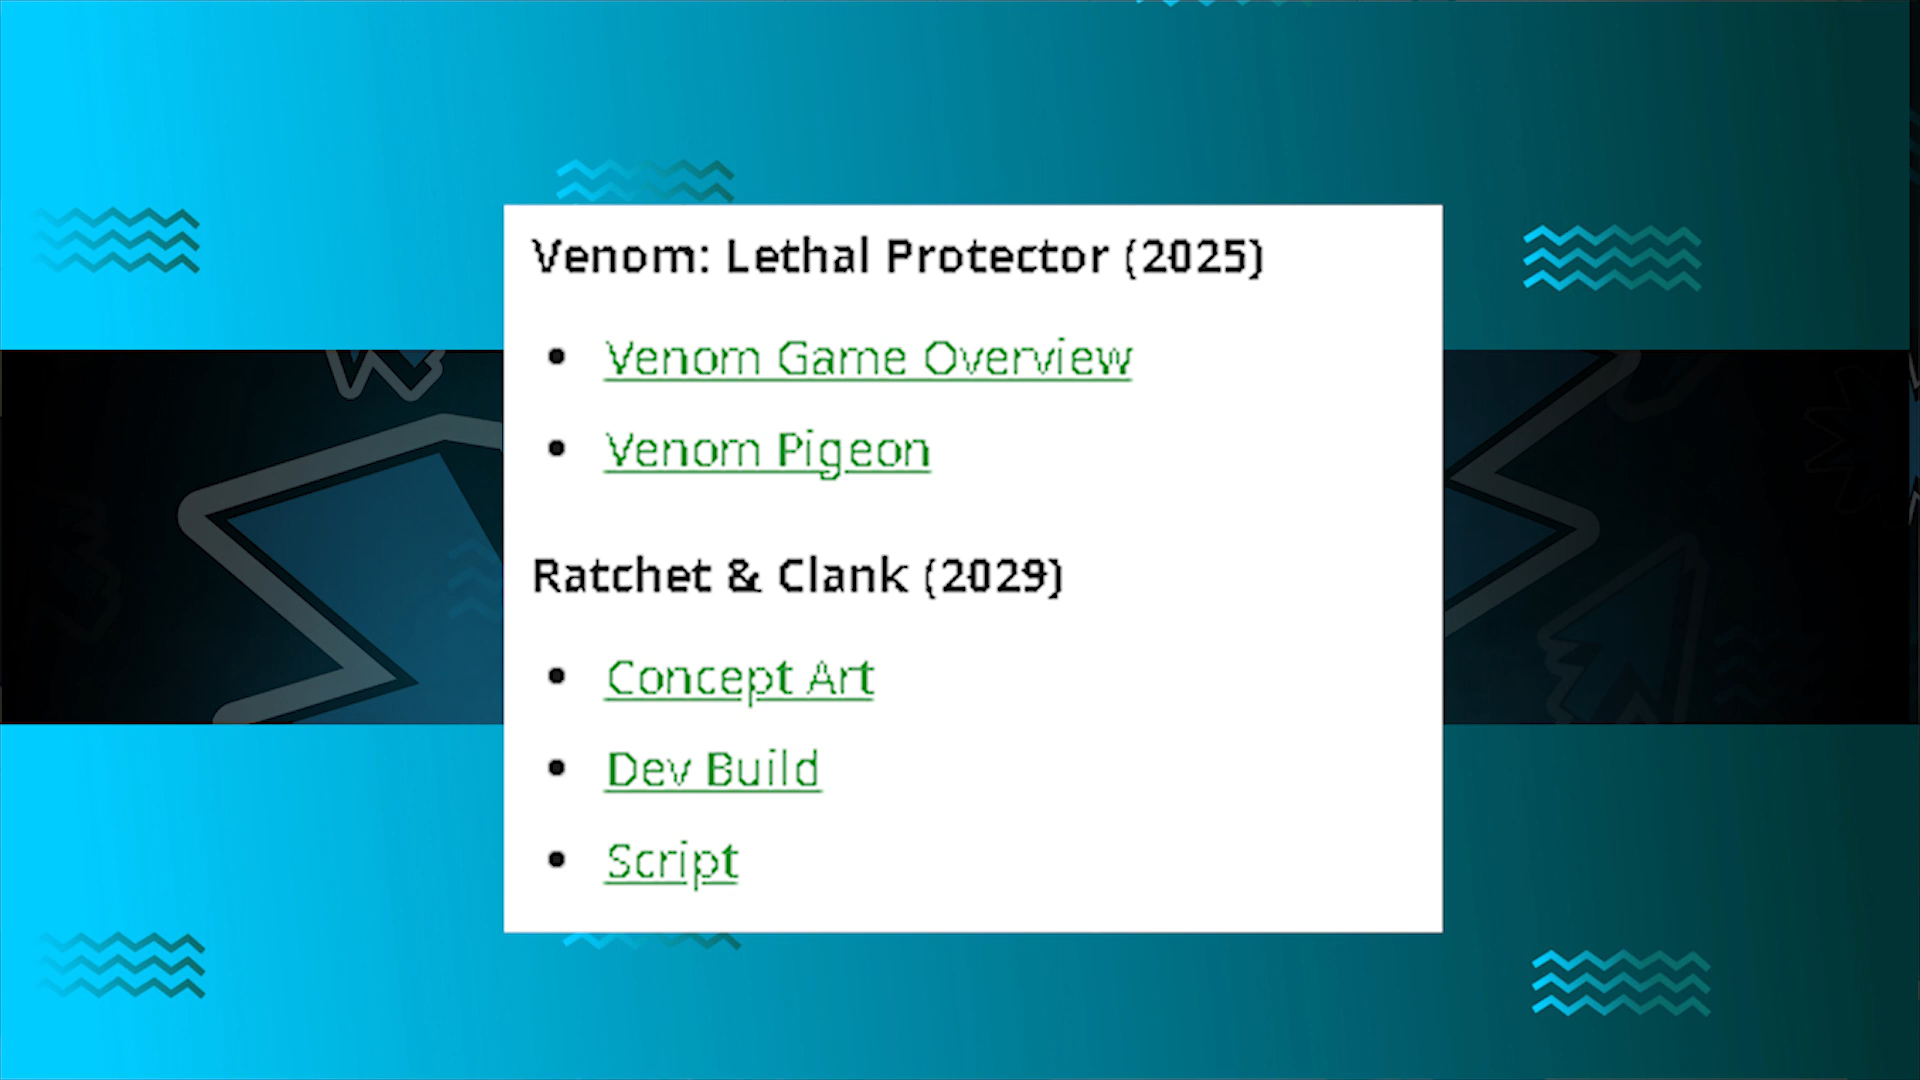 Venom: Lethal Protector (2025)
• Venom Game Overview
• Venom Pigeon
Ratchet & Clank (2029)
• Concept Art
• Dev Build
• Script